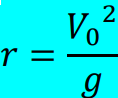 r = V₀²/g